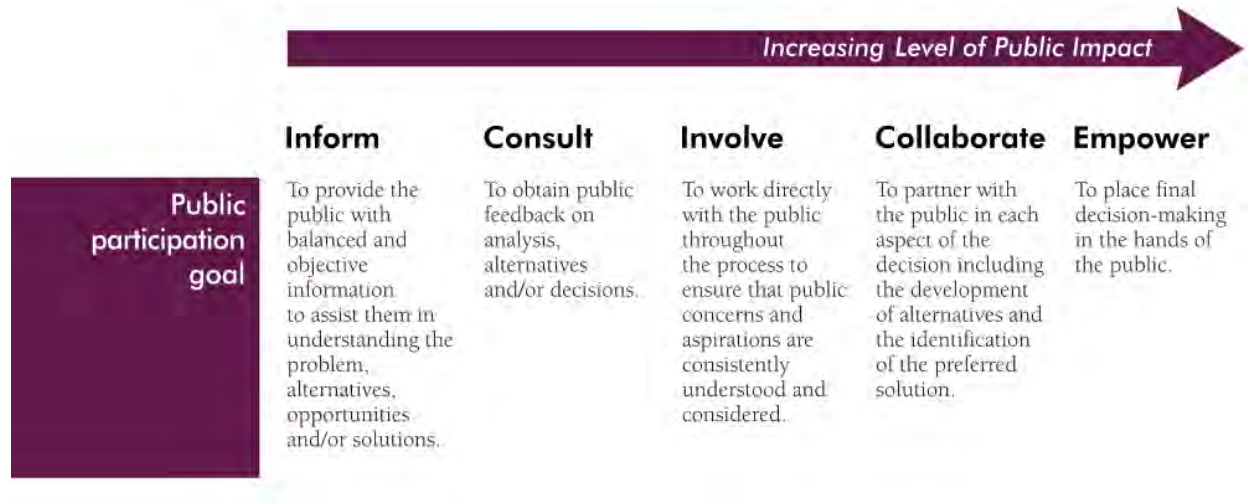 Increasing Level of Public Impact
Inform
Consult
Involve
Collaborate
Empower
Public
participation
goal
To provide the
public with
balanced and
objective
information
to assist them in
understanding the
problem,
alternatives,
opportunities
and/or solutions.
To obtain public
feedback on
analysis,
alternatives
and/or decisions.
To work directly
with the public
throughout
the process to
ensure that public
concerns and
aspirations are
consistently
understood and
considered.
To partner with
the public in each
aspect of the
decision including
the development
of alternatives and
the identification
of the preferred
solution.
To place final
decision-making
in the hands of
the public.